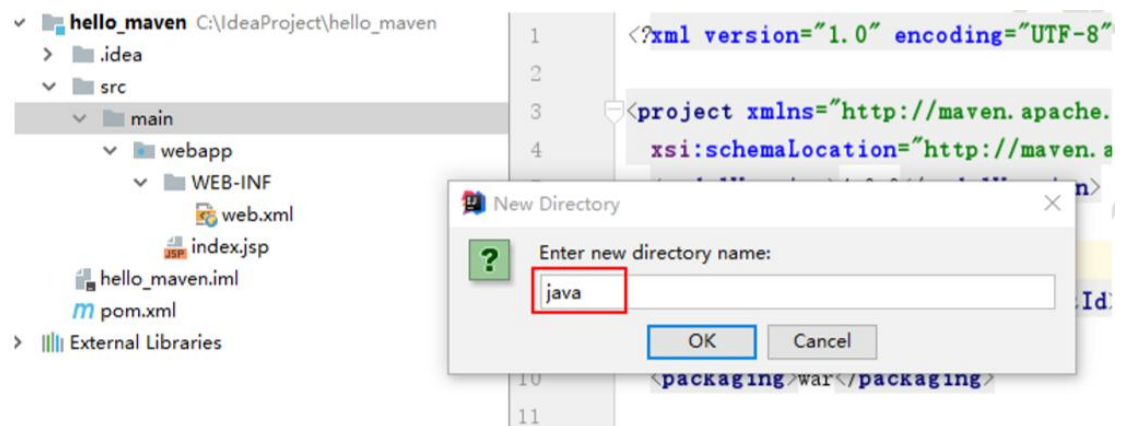 hello_maven C:\IdeaProject\hello_maven
.idea
src
main
webapp
WEB-INF
web.xml
JSP index.jsp
hello_maven.iml
pom.xml
External Libraries
1 <?xml version="1.0" encoding="UTF-8"
2
3 <project xmlns="http://maven.apache.
4 xsi:schemaLocation="http://maven.a
New Directory
Enter new directory name:
java
OK Cancel
Id>
10 <packaging>war</packaging>
11